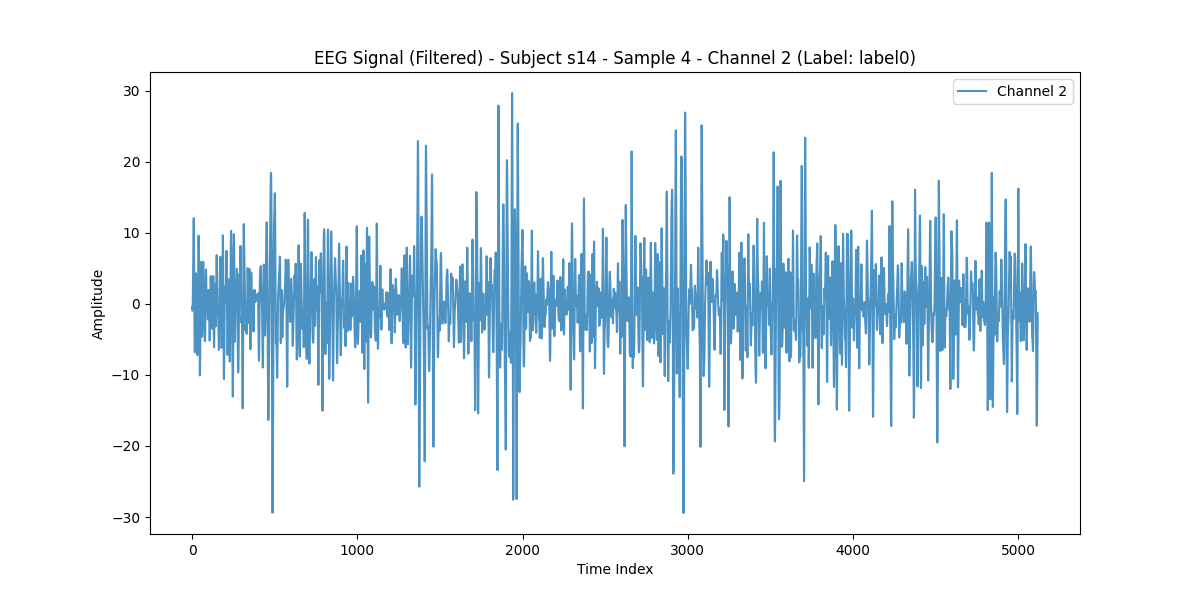 EEG Signal (Filtered) - Subject s14 - Sample 4 - Channel 2 (Label: label0)
Channel 2
30
20
10
0
−10
−20
−30
Amplitude
0 1000 2000 3000 4000 5000
Time Index